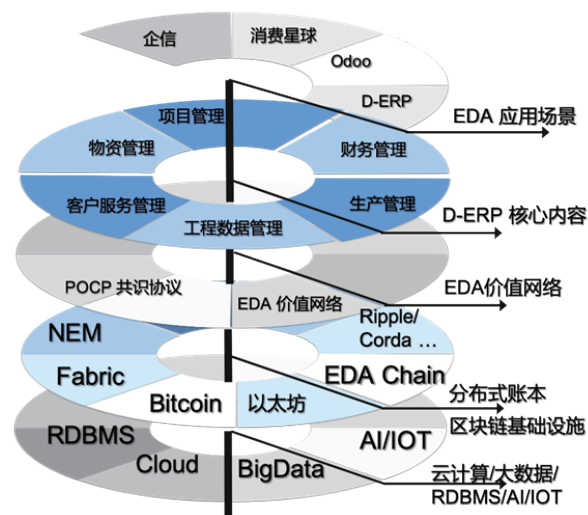 企信
消费星球
Odoo
D-ERP
EDA 应用场景
项目管理
物资管理
财务管理
客户服务管理
工程数据管理
生产管理
D-ERP 核心内容
POCP 共识协议
EDA 价值网络
EDA价值网络
NEM
Ripple/
Corda ...
Fabric
EDA Chain
Bitcoin
以太坊
分布式账本
区块链基础设施
RDBMS
AI/IOT
Cloud
BigData
云计算/大数据/
RDBMS/AI/IOT